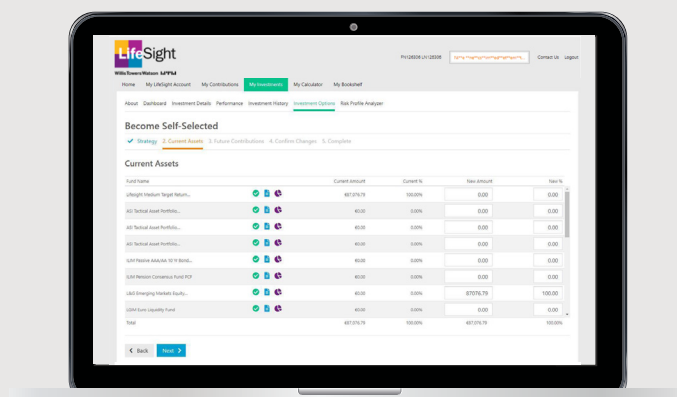 LifeSight
WillisTowersWatson
Contact Us Logout
Home My LifeSight Account My Contributions My Investments My Calculator My Bookshelf
About Dashboard Investment Details Performance Investment History Investment Options Risk Profile Analyzer
Become Self-Selected
Strategy 2. Current Assets 3. Future Contributions 4. Confirm Changes 5. Complete
Current Assets
Fund Name Current Amount Current % New Amount New %
Lifesight Medium Target Return... €87,076.79 100.00% 0.00 0.00
ASI Tactical Asset Portfolio... €0.00 0.00% 0.00 0.00
ASI Tactical Asset Portfolio... €0.00 0.00% 0.00 0.00
ASI Tactical Asset Portfolio... €0.00 0.00% 0.00 0.00
ILIM Passive AAA/AA 10 Yr Bond... €0.00 0.00% 0.00 0.00
ILIM Pension Consensus Fund PCF €0.00 0.00% 0.00 0.00
L&G Emerging Markets Equity... €0.00 0.00% 87076.79 100.00
LGIM Euro Liquidity Fund €0.00 0.00% 0.00 0.00
Total €87,076.79 100.00% €87,076.79 100.00%
Back Next